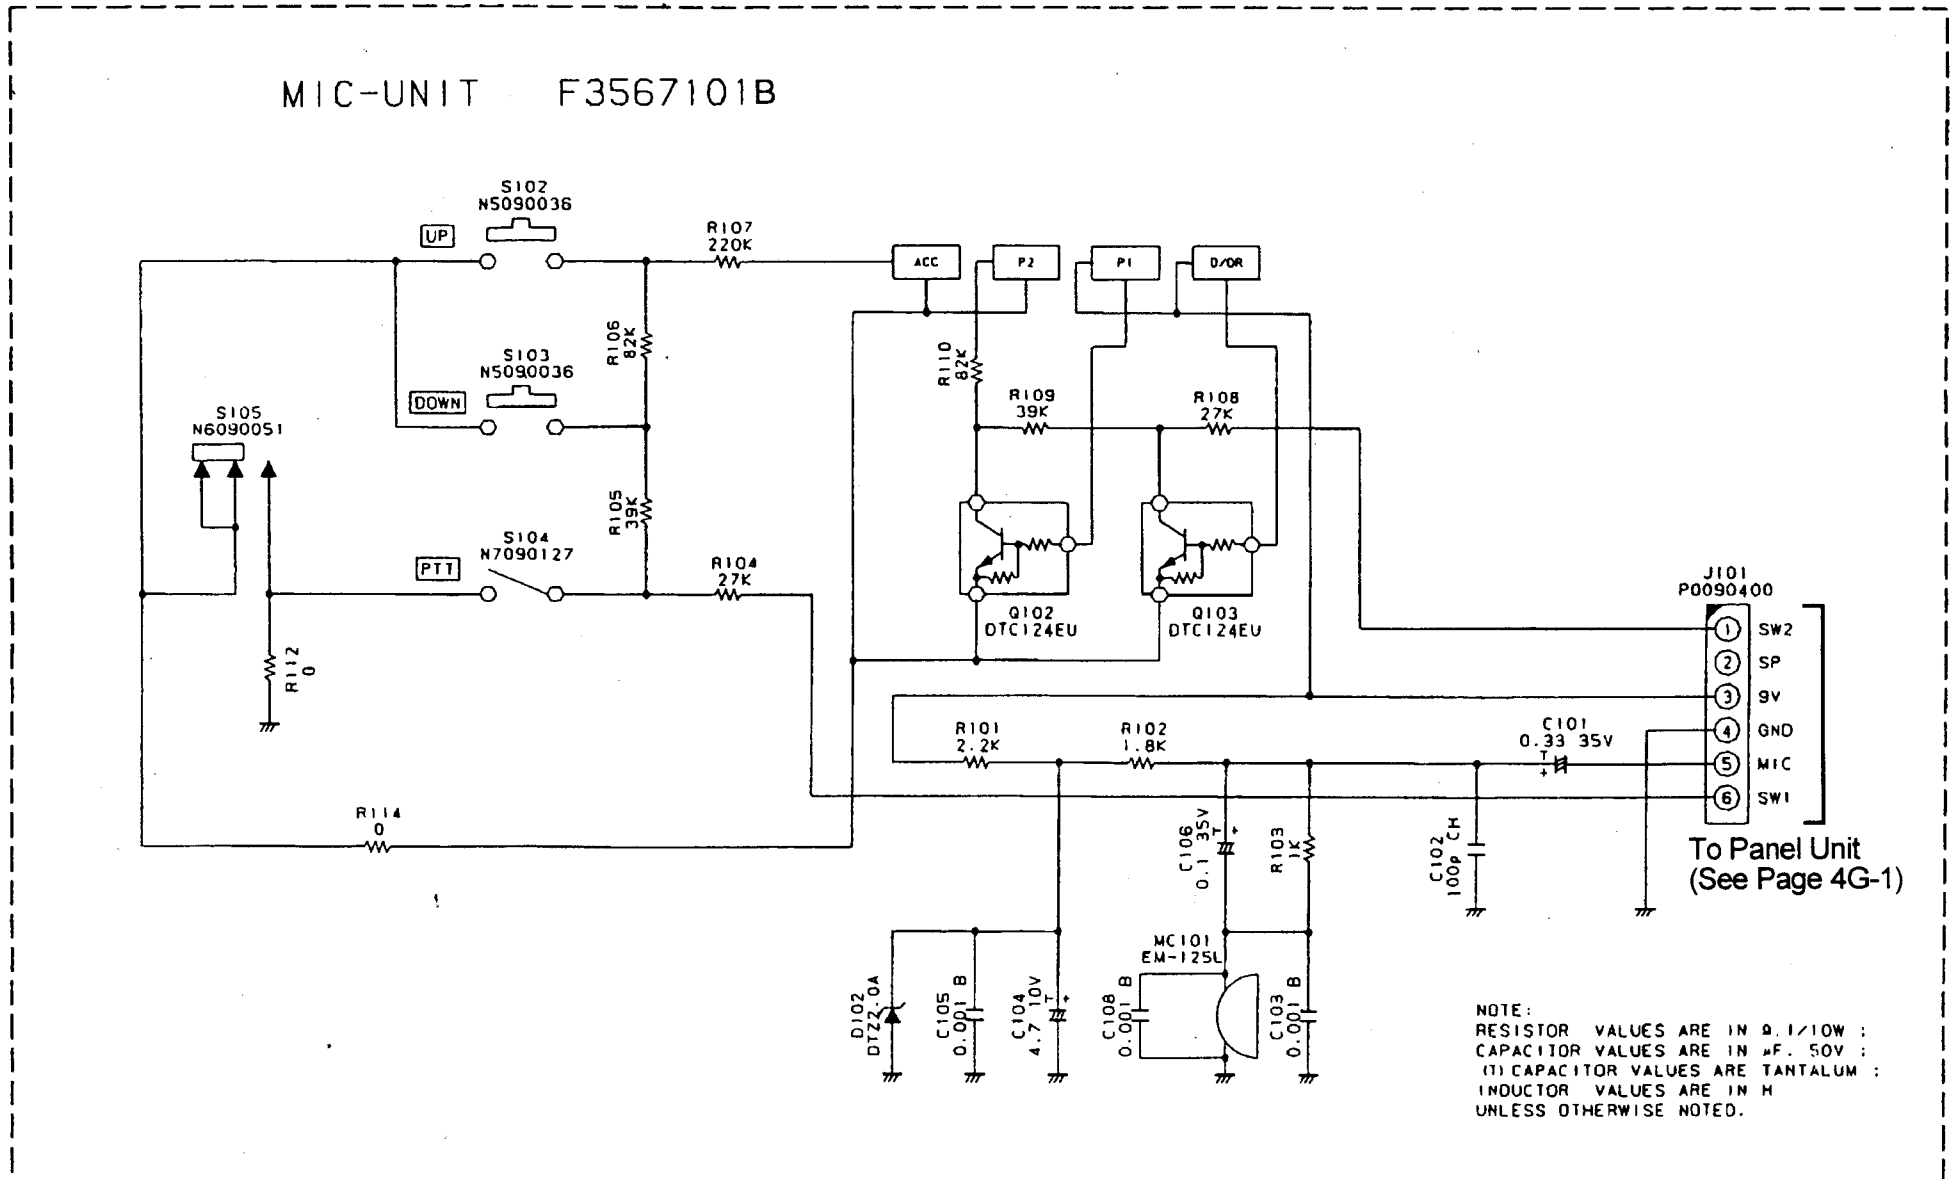 MIC-UNIT F3567101B
S102
N5090036
UP
R107
220K
ACC
P2
P1
D/DR
R106
82K
S103
N5090036
DOWN
R110
82K
R109
39K
R108
27K
S105
N6090051
R105
39K
S104
N7090127
PTT
R104
27K
Q102
DTC124EU
Q103
DTC124EU
R112
0
J101
P0090400
1 SW2
2 SP
3 9V
4 GND
5 MIC
6 SW1
R101
2.2K
R102
1.8K
C101
0.33 35V
T
+
R114
0
C106
0.1 35V
T
+
R103
1K
C102
100P CH
To Panel Unit
(See Page 4G-1)
D102
DTZ2.0A
C105
0.001 B
C104
4.7 10V
T
+
MC101
EM-125L
C108
0.001 B
C103
0.001 B
NOTE:
RESISTOR VALUES ARE IN Ω. 1/10W ;
CAPACITOR VALUES ARE IN µF. 50V ;
(T) CAPACITOR VALUES ARE TANTALUM ;
INDUCTOR VALUES ARE IN H
UNLESS OTHERWISE NOTED.